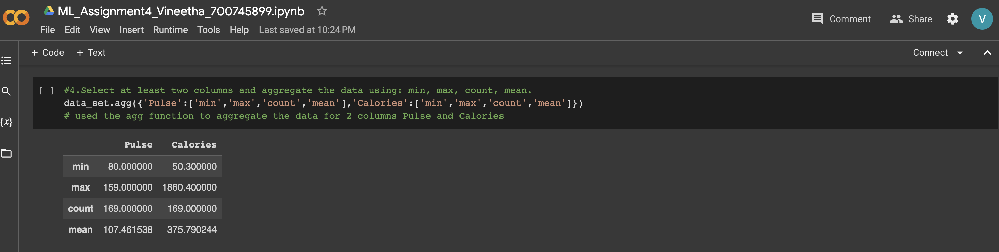 ML_Assignment4_Vineetha_700745899.ipynb
File Edit View Insert Runtime Tools Help Last saved at 10:24 PM
Comment Share V
+ Code + Text Connect
{x}
[ ] #4.Select at least two columns and aggregate the data using: min, max, count, mean.
data_set.agg({'Pulse':['min','max','count','mean'],'Calories':['min','max','count','mean']})
# used the agg function to aggregate the data for 2 columns Pulse and Calories
Pulse Calories
min 80.000000 50.300000
max 159.000000 1860.400000
count 169.000000 169.000000
mean 107.461538 375.790244